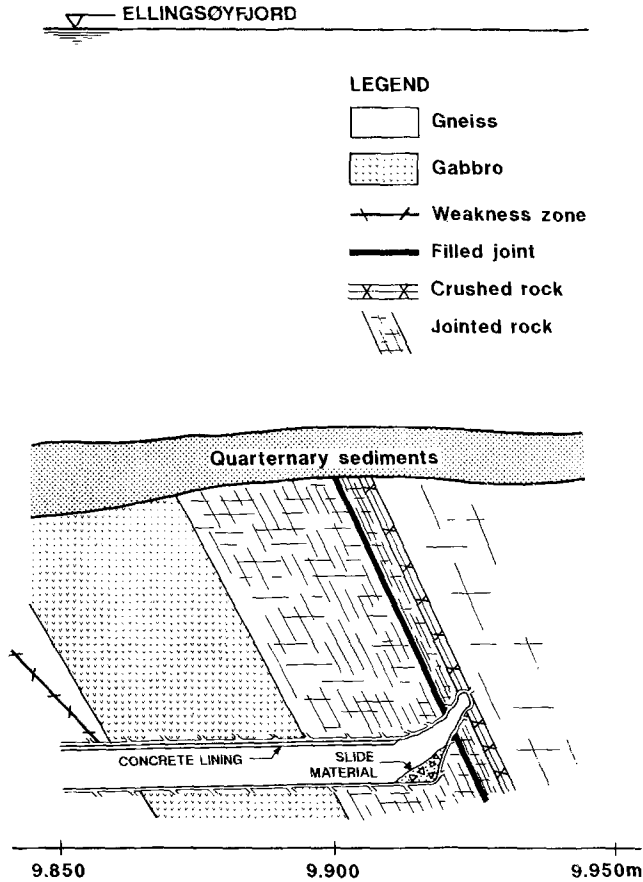 ELLINGSØYFJORD
LEGEND
Gneiss
Gabbro
Weakness zone
Filled joint
Crushed rock
Jointed rock
Quarternary sediments
CONCRETE LINING
SLIDE
MATERIAL
9.850
9.900
9.950m